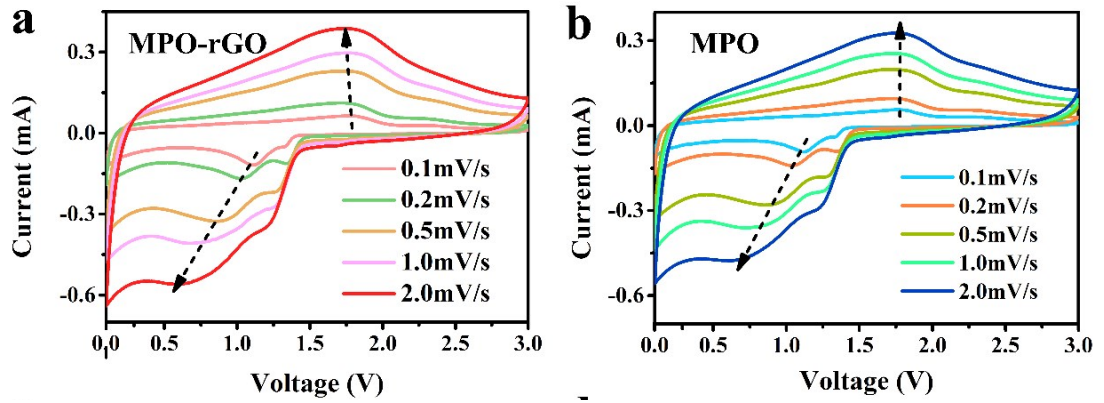 a
MPO-rGO
Current (mA)
0.3
0.0
-0.3
-0.6
0.1mV/s
0.2mV/s
0.5mV/s
1.0mV/s
2.0mV/s
0.0 0.5 1.0 1.5 2.0 2.5 3.0
Voltage (V)
b
MPO
Current (mA)
0.3
0.0
-0.3
-0.6
0.1mV/s
0.2mV/s
0.5mV/s
1.0mV/s
2.0mV/s
0.0 0.5 1.0 1.5 2.0 2.5 3.0
Voltage (V)